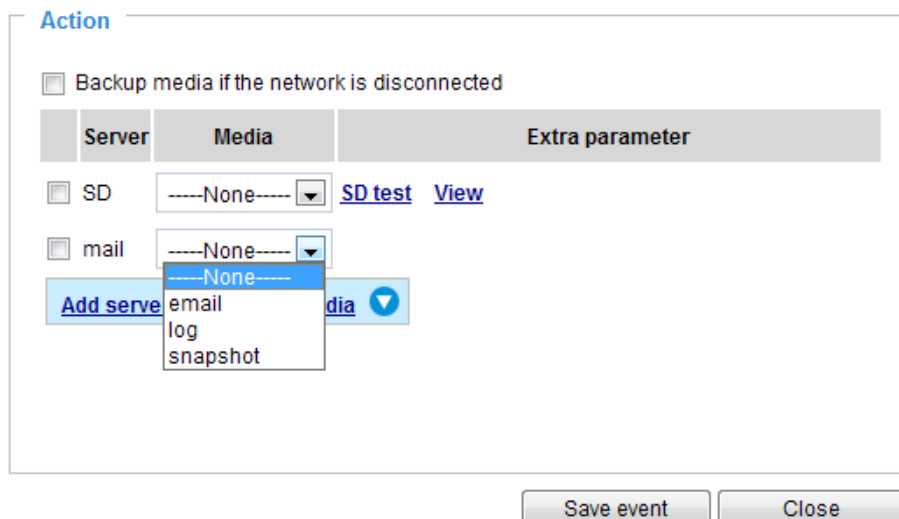 Action
Backup media if the network is disconnected
Server Media Extra parameter
SD -----None----- SD test View
mail -----None-----
-----None-----
Add serve dia
email
log
snapshot
Save event Close